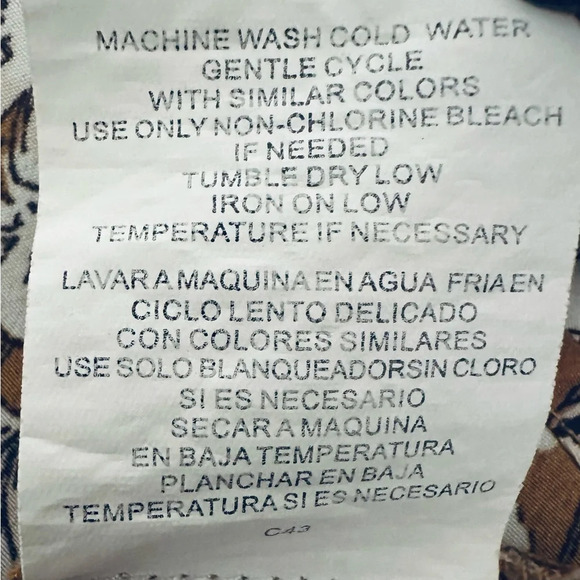 MACHINE WASH COLD WATER
GENTLE CYCLE
WITH SIMILAR COLORS
USE ONLY NON-CHLORINE BLEACH
IF NEEDED
TUMBLE DRY LOW
IRON ON LOW
TEMPERATURE IF NECESSARY
LAVAR A MAQUINA EN AGUA FRIA EN
CICLO LENTO DELICADO
CON COLORES SIMILARES
USE SOLO BLANQUEADORSIN CLORO
SI ES NECESARIO
SECAR A MAQUINA
EN BAJA TEMPERATURA
PLANCHAR EN BAJA
TEMPERATURA SI ES NECESARIO
C43